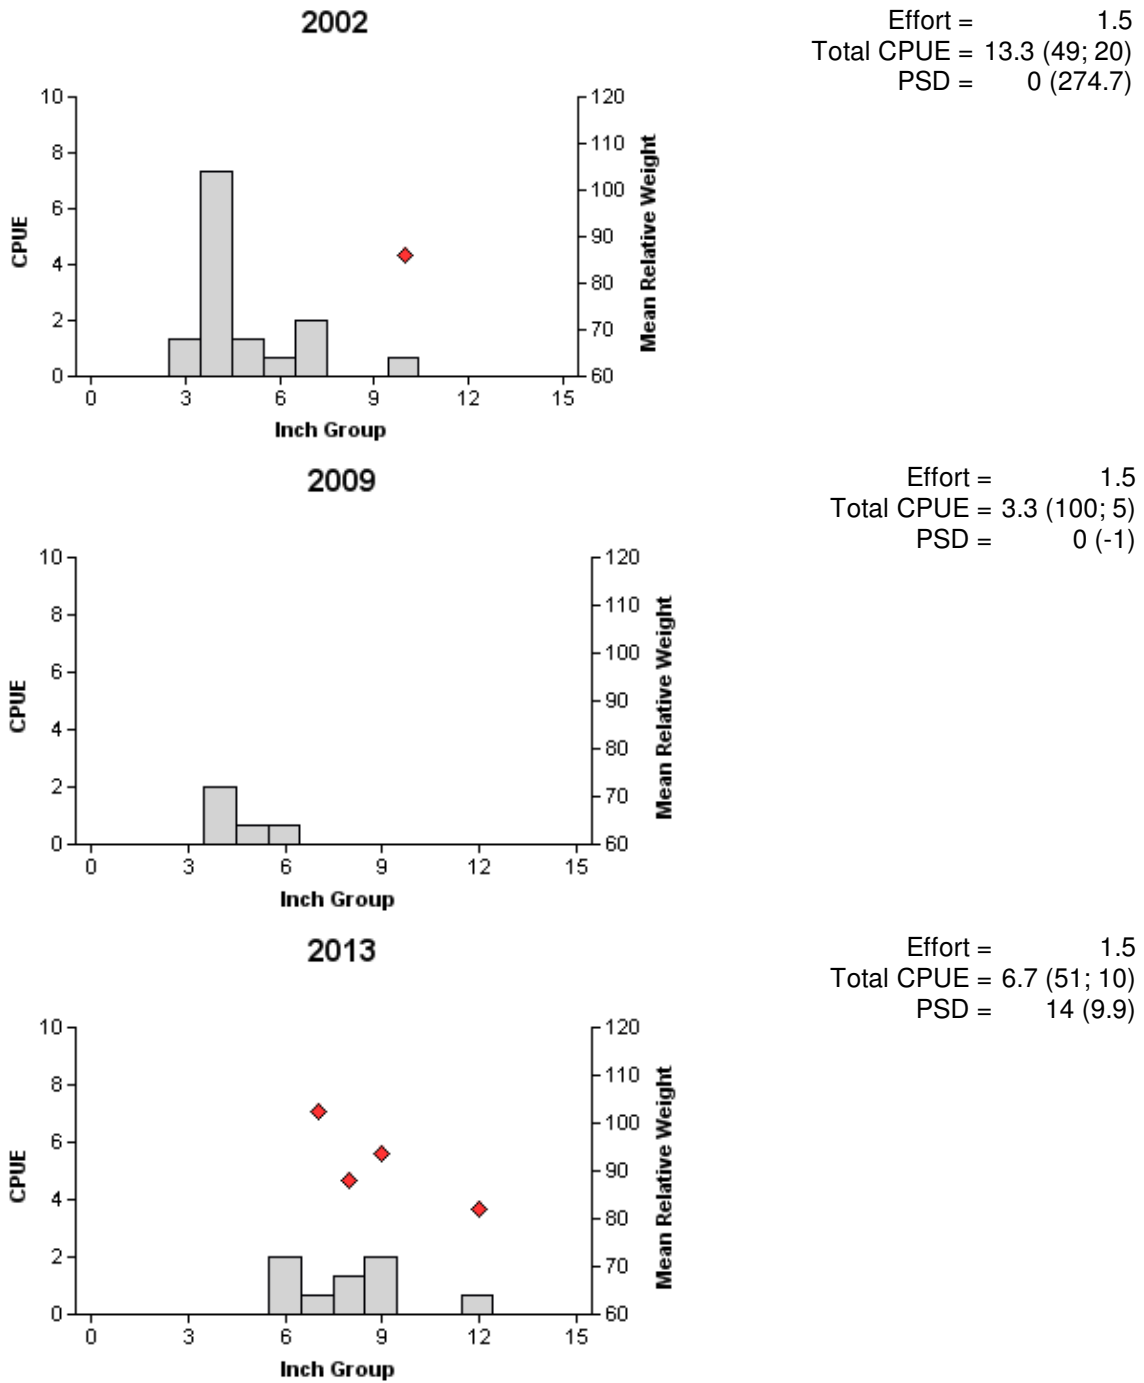 2002
Effort = 1.5
Total CPUE = 13.3 (49; 20)
PSD = 0 (274.7)
10
8
6
4
2
0
CPUE
120
110
100
90
80
70
60
Mean Relative Weight
0 3 6 9 12 15
Inch Group
2009
Effort = 1.5
Total CPUE = 3.3 (100; 5)
PSD = 0 (-1)
10
8
6
4
2
0
CPUE
120
110
100
90
80
70
60
Mean Relative Weight
0 3 6 9 12 15
Inch Group
2013
Effort = 1.5
Total CPUE = 6.7 (51; 10)
PSD = 14 (9.9)
10
8
6
4
2
0
CPUE
120
110
100
90
80
70
60
Mean Relative Weight
0 3 6 9 12 15
Inch Group